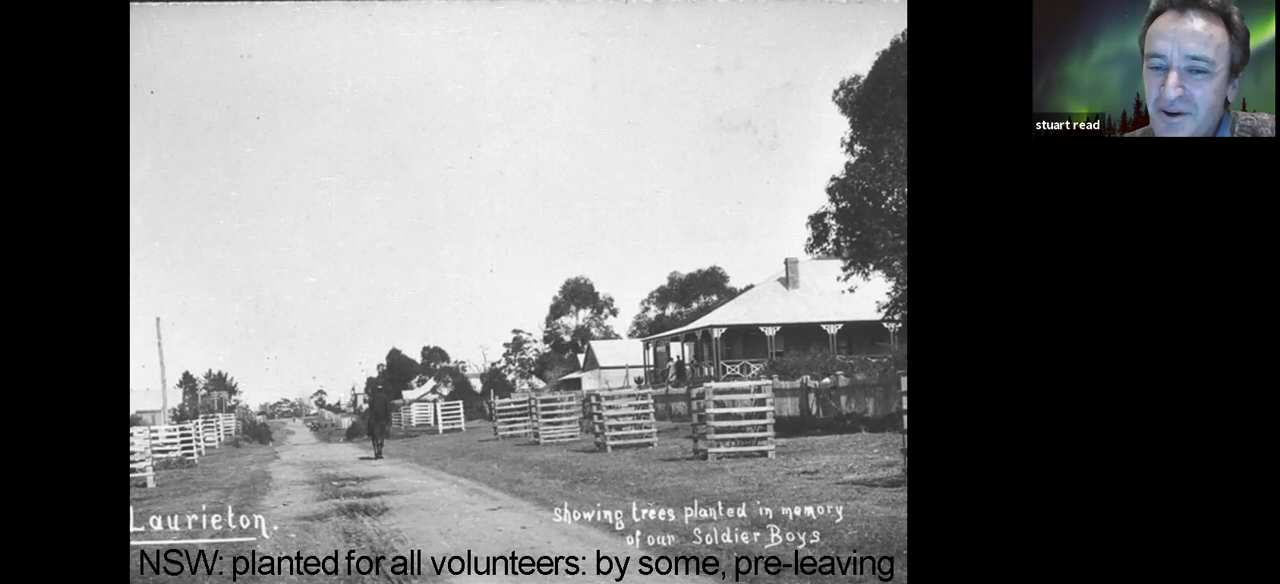 stuart read
Laurieton.
showing trees planted in memory
of our Soldier Boys
NSW: planted for all volunteers: by some, pre-leaving